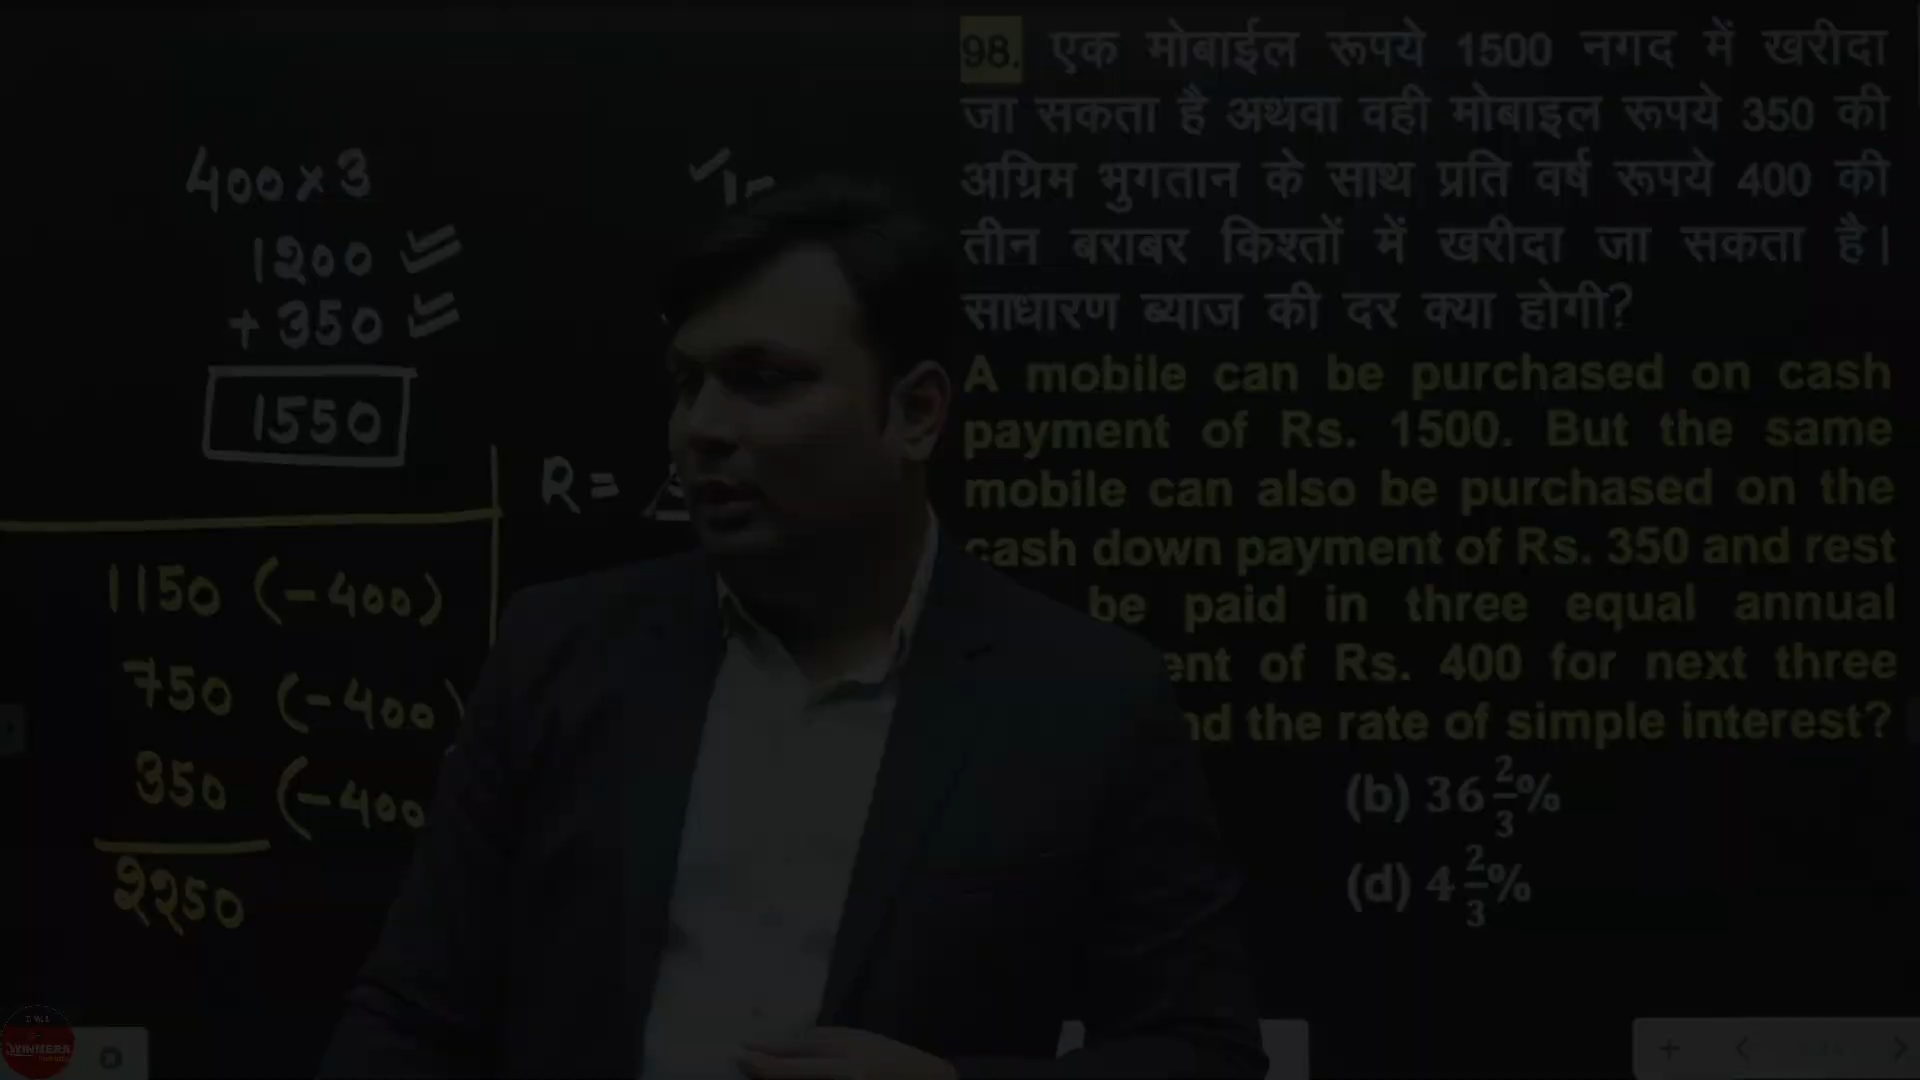 400 x 3
1200
+ 350
1550
1150 (-400)
750 (-400)
350 (-400
2250
R =
98. एक मोबाईल रूपये 1500 नगद में खरीदा
जा सकता है अथवा वही मोबाइल रूपये 350 की
अग्रिम भुगतान के साथ प्रति वर्ष रूपये 400 की
तीन बराबर किश्तों में खरीदा जा सकता है।
साधारण ब्याज की दर क्या होगी?
A mobile can be purchased on cash
payment of Rs. 1500. But the same
mobile can also be purchased on the
cash down payment of Rs. 350 and rest
be paid in three equal annual
ent of Rs. 400 for next three
nd the rate of simple interest?
(b) 36 2/3%
(d) 4 2/3%
WINNERS